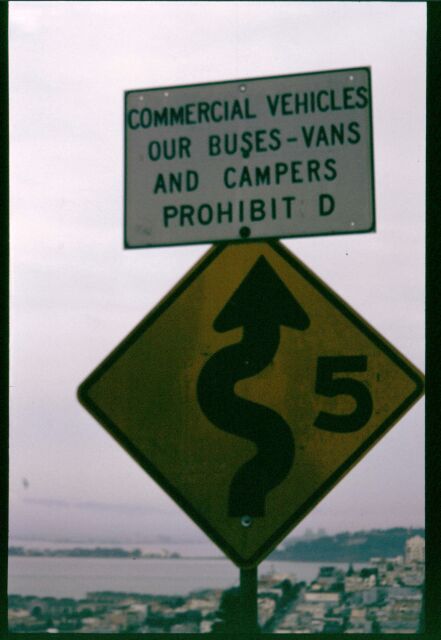 COMMERCIAL VEHICLES
OUR BUSES-VANS
AND CAMPERS
PROHIBIT D
5